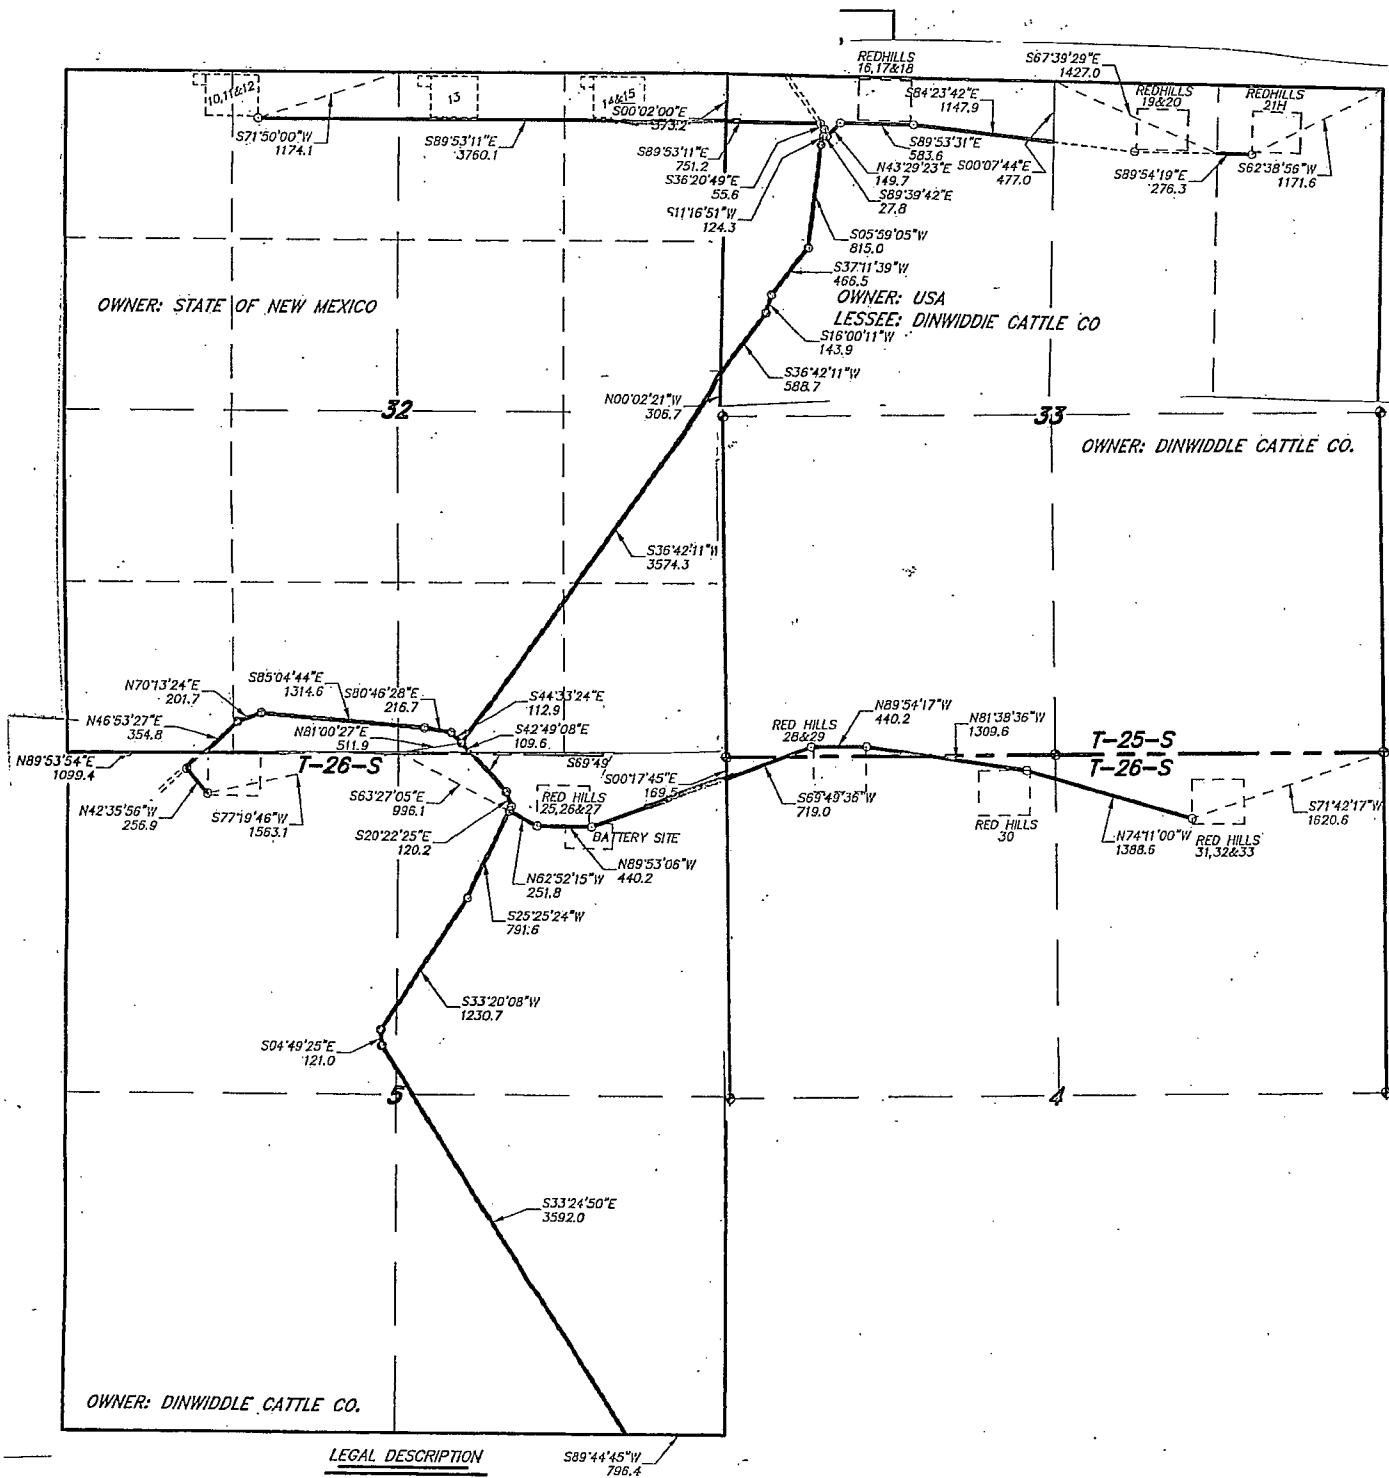 REDHILLS
16,17&18
S67°39'29"E
1427.0
10,11&12
13
14&15
S00°02'00"E
373.2
S84°23'42"E
1147.9
REDHILLS
19&20
REDHILLS
21H
S71°50'00"W
1174.1
S89°53'11"E
3760.1
S89°53'11"E
751.2
S36°20'49"E
55.6
S11°16'51"W
124.3
S89°53'31"E
583.6
N43°29'23"E
149.7
S89°39'42"E
27.8
S00°07'44"E
477.0
S89°54'19"E
276.3
S62°38'56"W
1171.6
S05°59'05"W
815.0
S37°11'39"W
466.5
OWNER: STATE OF NEW MEXICO
OWNER: USA
LESSEE: DINWIDDIE CATTLE CO
S16°00'11"W
143.9
S36°42'11"W
588.7
N00°02'21"W
306.7
32
33
OWNER: DINWIDDLE CATTLE CO.
S36°42'11"W
3574.3
N70°13'24"E
201.7
S85°04'44"E
1314.6
S80°46'28"E
216.7
S44°33'24"E
112.9
N46°53'27"E
354.8
N81°00'27"E
511.9
S42°49'08"E
109.6
RED HILLS
28&29
N89°54'17"W
440.2
N81°38'36"W
1309.6
T-25-S
N89°53'54"E
1099.4
T-26-S
S69°49'
T-26-S
S63°27'05"E
996.1
RED HILLS
25,26&27
S00°17'45"E
169.5
S69°49'36"W
719.0
N42°35'56"W
256.9
S77°19'46"W
1563.1
S20°22'25"E
120.2
BATTERY SITE
RED HILLS
30
N74°11'00"W
1388.6
RED HILLS
31,32&33
S71°42'17"W
1620.6
N62°52'15"W
251.8
N89°53'06"W
440.2
S25°25'24"W
791.6
S33°20'08"W
1230.7
S04°49'25"E
121.0
5
4
S33°24'50"E
3592.0
OWNER: DINWIDDLE CATTLE CO.
LEGAL DESCRIPTION
S89°44'45"W
796.4